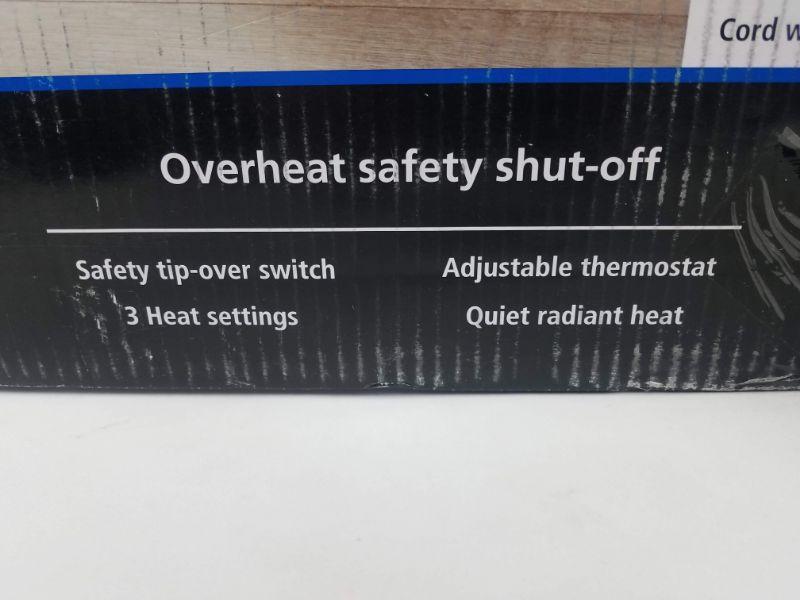 Cord
Overheat safety shut-off
Safety tip-over switch
Adjustable thermostat
3 Heat settings
Quiet radiant heat